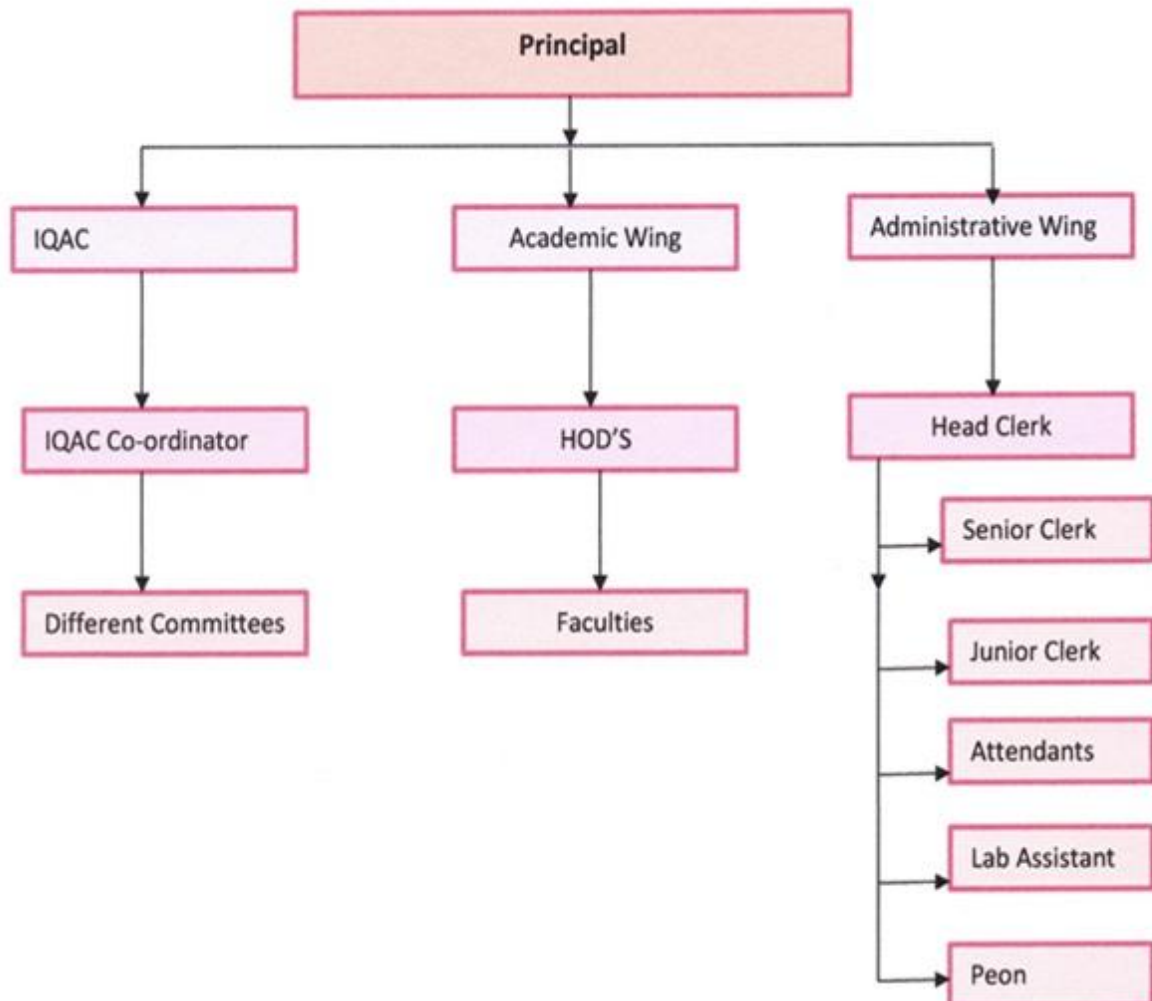 Principal
IQAC
Academic Wing
Administrative Wing
IQAC Co-ordinator
HOD'S
Head Clerk
Senior Clerk
Different Committees
Faculties
Junior Clerk
Attendants
Lab Assistant
Peon